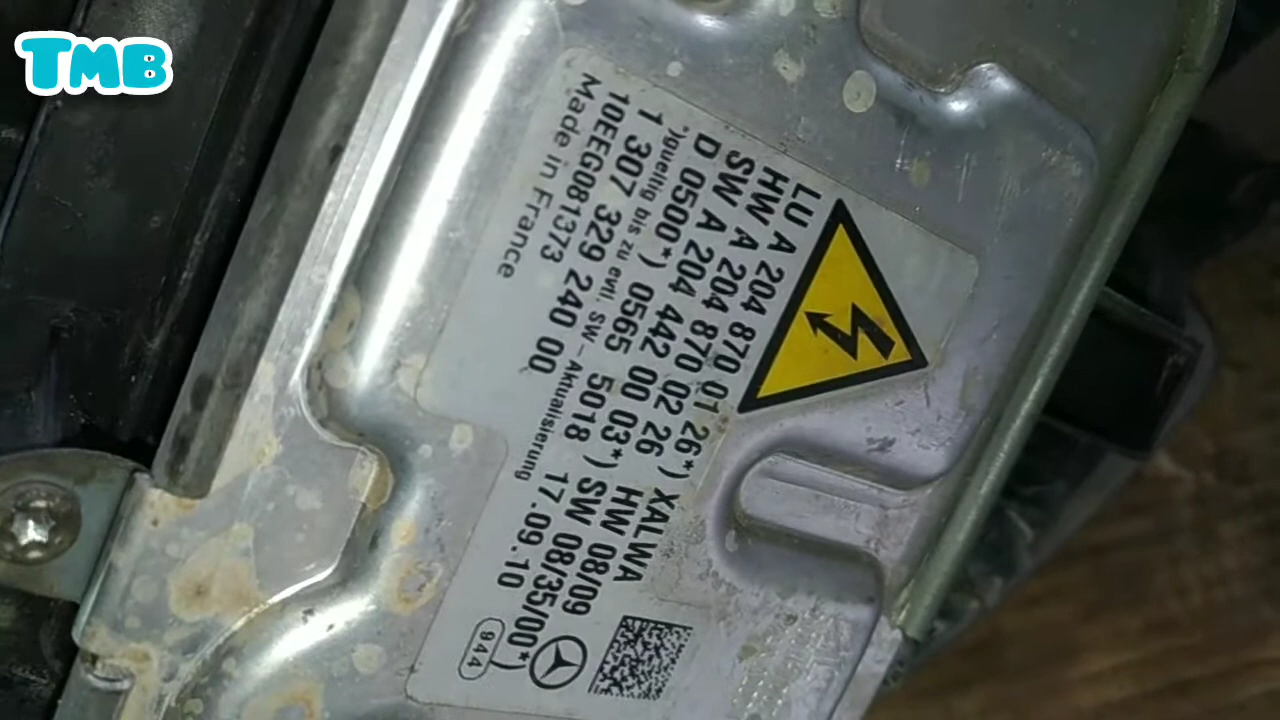 TMB
LU A 204 870 01 26*) XALWA
HW A 204 870 02 26 HW 08/09
SW A 204 442 00 03*) SW 08/35/00*)
D 0500*) 0565 5018 17.09.10
*)gueltig bis zu evtl. SW-Aktualisierung
1 307 329 240 00
10EEG081373
Made in France
944